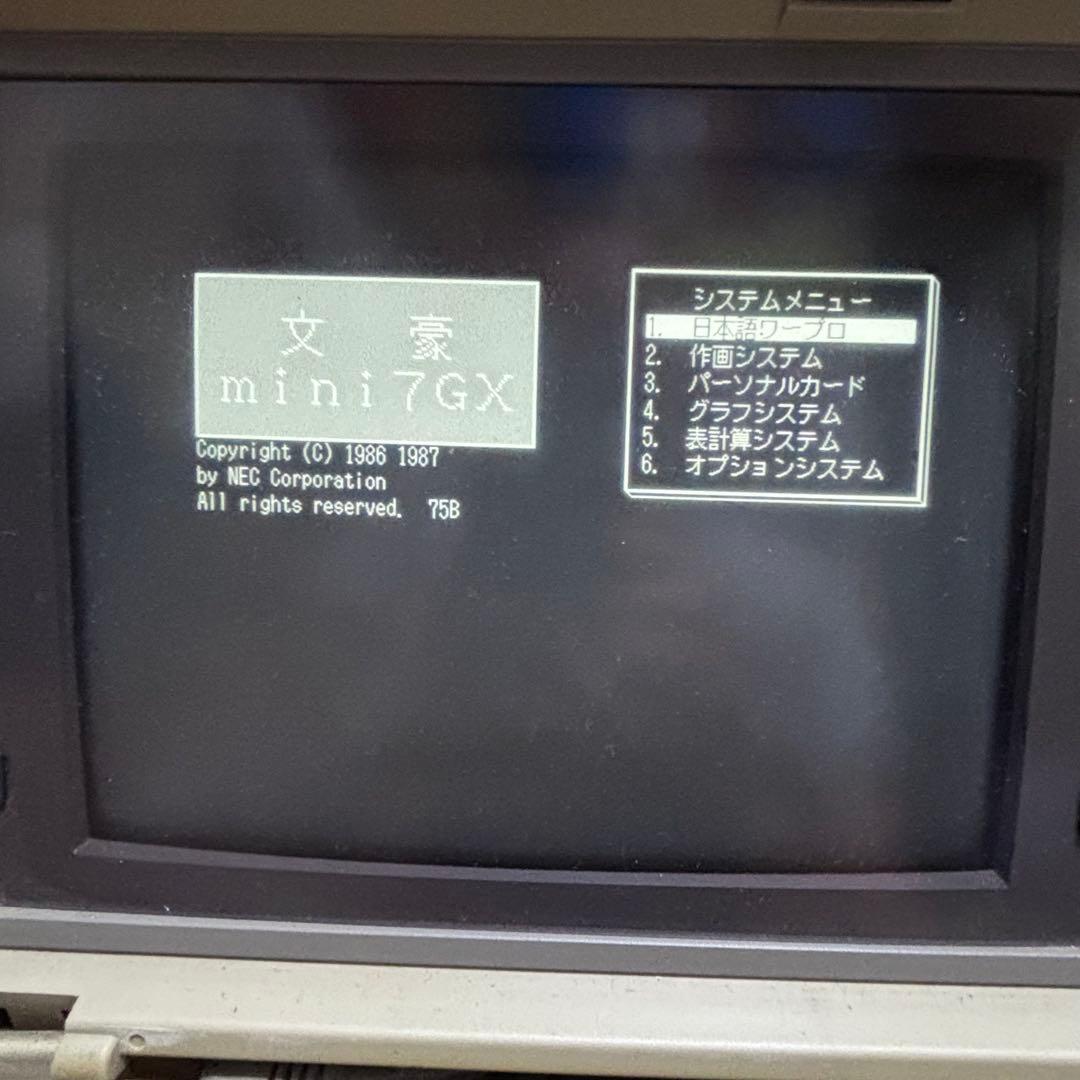 文 豪
mini7GX
Copyright (C) 1986 1987
by NEC Corporation
All rights reserved. 75B
システムメニュー
1. 日本語ワープロ
2. 作画システム
3. パーソナルカード
4. グラフシステム
5. 表計算システム
6. オプションシステム